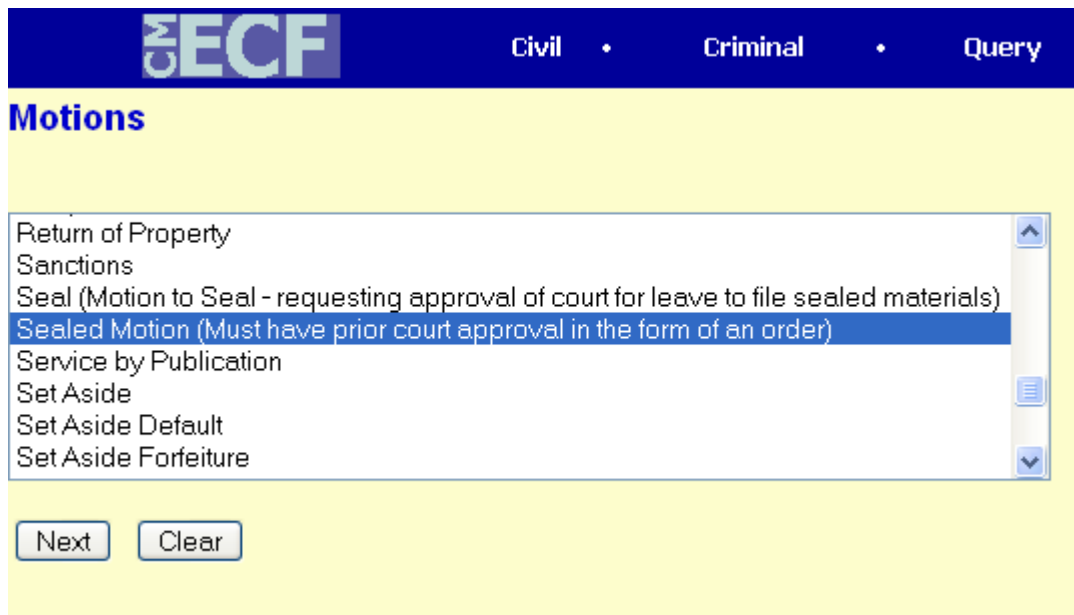 CM ECF Civil • Criminal • Query
Motions
Return of Property
Sanctions
Seal (Motion to Seal - requesting approval of court for leave to file sealed materials)
Sealed Motion (Must have prior court approval in the form of an order)
Service by Publication
Set Aside
Set Aside Default
Set Aside Forfeiture
Next Clear